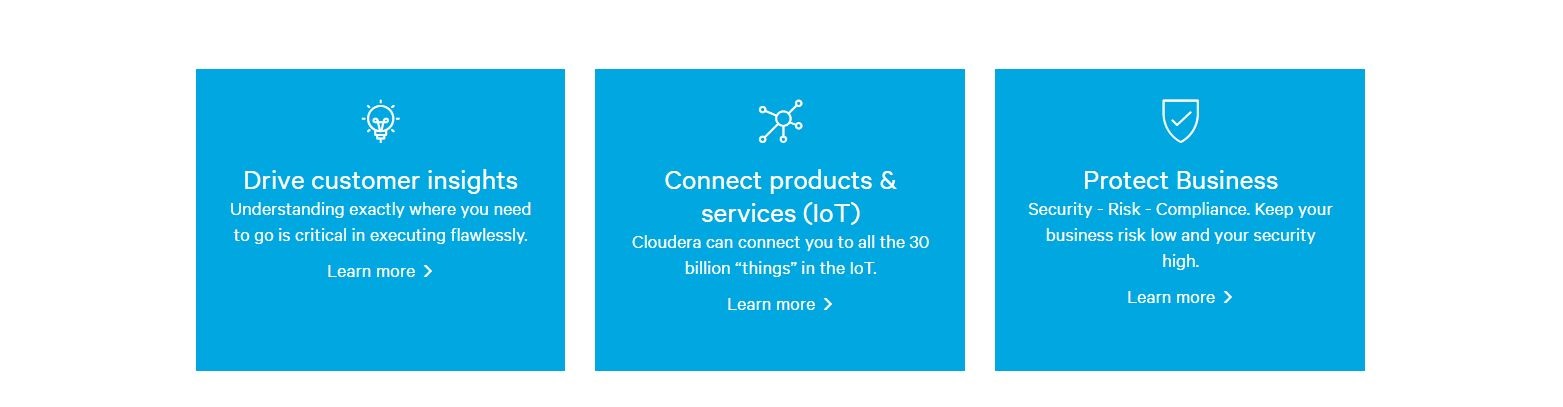 Drive customer insights
Understanding exactly where you need
to go is critical in executing flawlessly.
Learn more
Connect products &
services (IoT)
Cloudera can connect you to all the 30
billion “things” in the IoT.
Learn more
Protect Business
Security - Risk - Compliance. Keep your
business risk low and your security
high.
Learn more